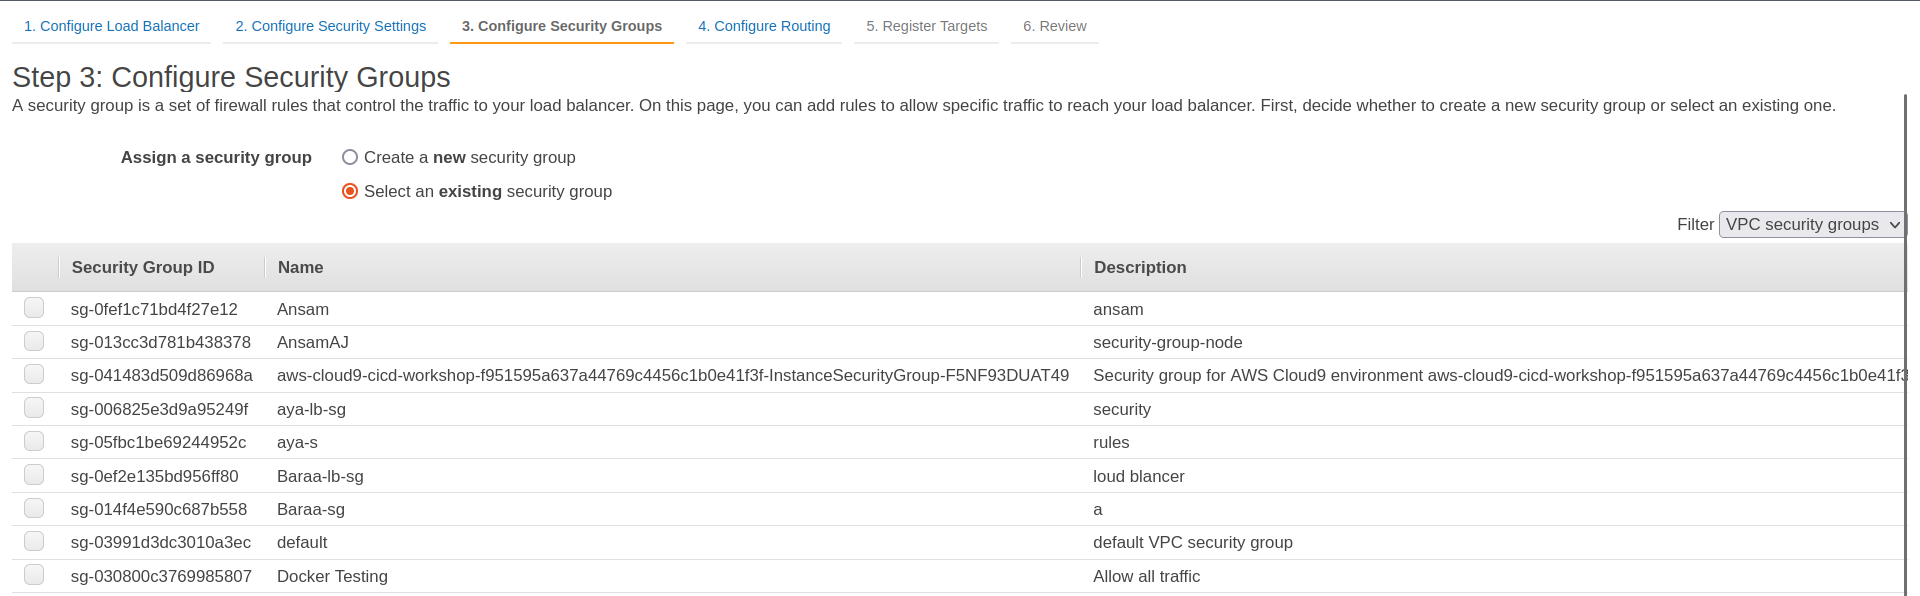 1. Configure Load Balancer 2. Configure Security Settings 3. Configure Security Groups 4. Configure Routing 5. Register Targets 6. Review
Step 3: Configure Security Groups
A security group is a set of firewall rules that control the traffic to your load balancer. On this page, you can add rules to allow specific traffic to reach your load balancer. First, decide whether to create a new security group or select an existing one.
Assign a security group Create a new security group
Select an existing security group
Filter VPC security groups
Security Group ID Name Description
sg-0fef1c71bd4f27e12 Ansam ansam
sg-013cc3d781b438378 AnsamAJ security-group-node
sg-041483d509d86968a aws-cloud9-cicd-workshop-f951595a637a44769c4456c1b0e41f3f-InstanceSecurityGroup-F5NF93DUAT49 Security group for AWS Cloud9 environment aws-cloud9-cicd-workshop-f951595a637a44769c4456c1b0e41f3
sg-006825e3d9a95249f aya-lb-sg security
sg-05fbc1be69244952c aya-s rules
sg-0ef2e135bd956ff80 Baraa-lb-sg loud blancer
sg-014f4e590c687b558 Baraa-sg a
sg-03991d3dc3010a3ec default default VPC security group
sg-030800c3769985807 Docker Testing Allow all traffic